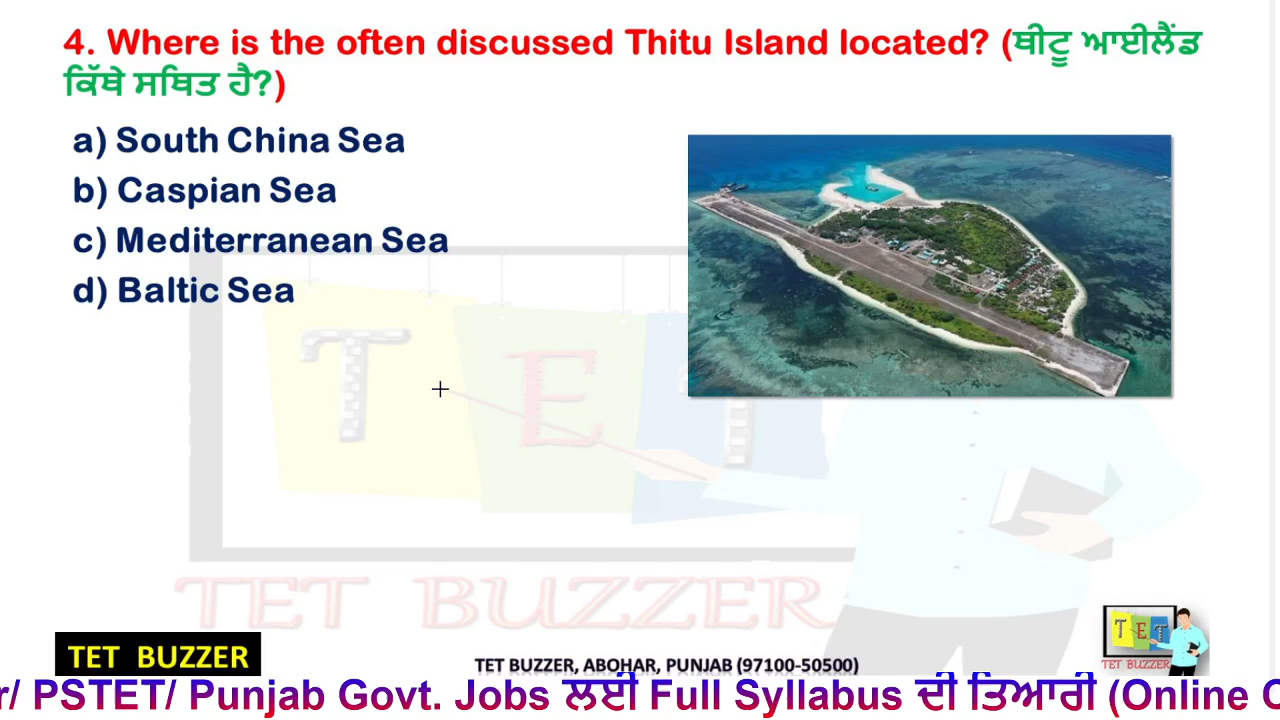 4. Where is the often discussed Thitu Island located? (ਥੀਟੂ ਆਈਲੈਂਡ
ਕਿੱਥੇ ਸਥਿਤ ਹੈ?)
a) South China Sea
b) Caspian Sea
c) Mediterranean Sea
d) Baltic Sea
TET
TET BUZZER
TET BUZZER
TET BUZZER, ABOHAR, PUNJAB (97100-50500)
TET
TET BUZZER
r/ PSTET/ Punjab Govt. Jobs ਲਈ Full Syllabus ਦੀ ਤਿਆਰੀ (Online C